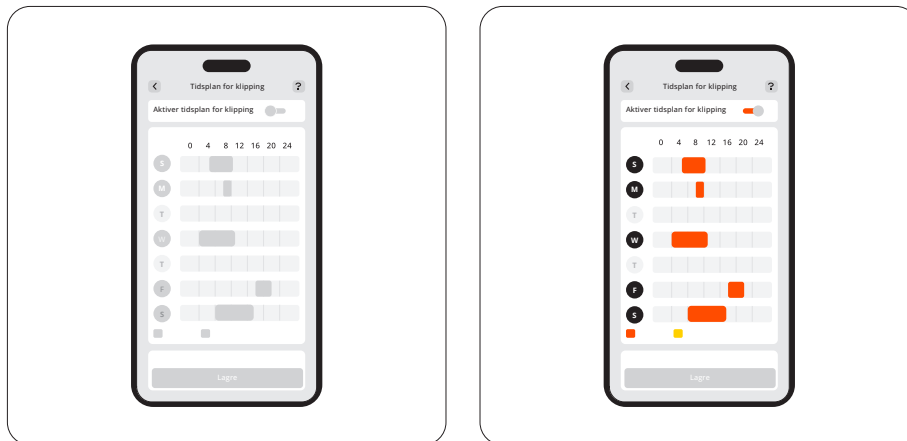 Tidsplan for klipping ?
Aktiver tidsplan for klipping
0 4 8 12 16 20 24
S
M
T
W
T
F
S
Lagre
Tidsplan for klipping ?
Aktiver tidsplan for klipping
0 4 8 12 16 20 24
S
M
T
W
T
F
S
Lagre